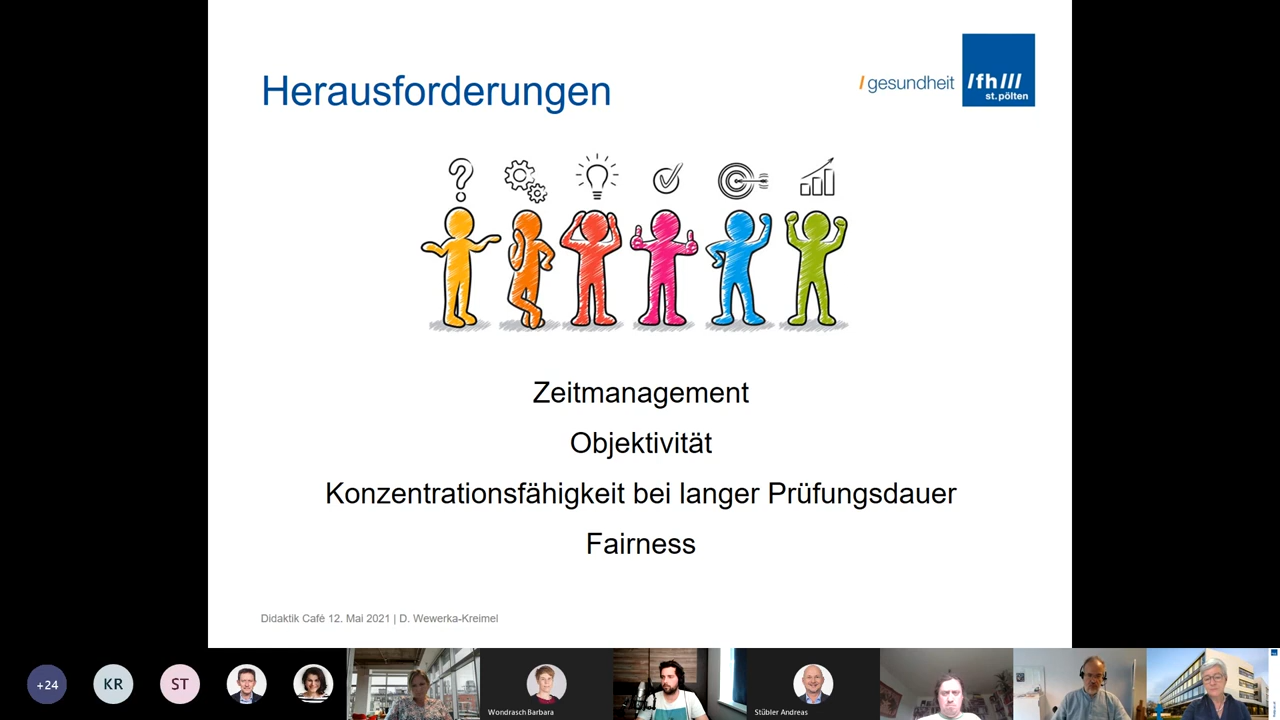 Herausforderungen
/ gesundheit
/fh///
st.pölten
Zeitmanagement
Objektivität
Konzentrationsfähigkeit bei langer Prüfungsdauer
Fairness
Didaktik Café 12. Mai 2021 | D. Wewerka-Kreimel
+24
KR
ST
Wondrasch Barbara
Stübler Andreas